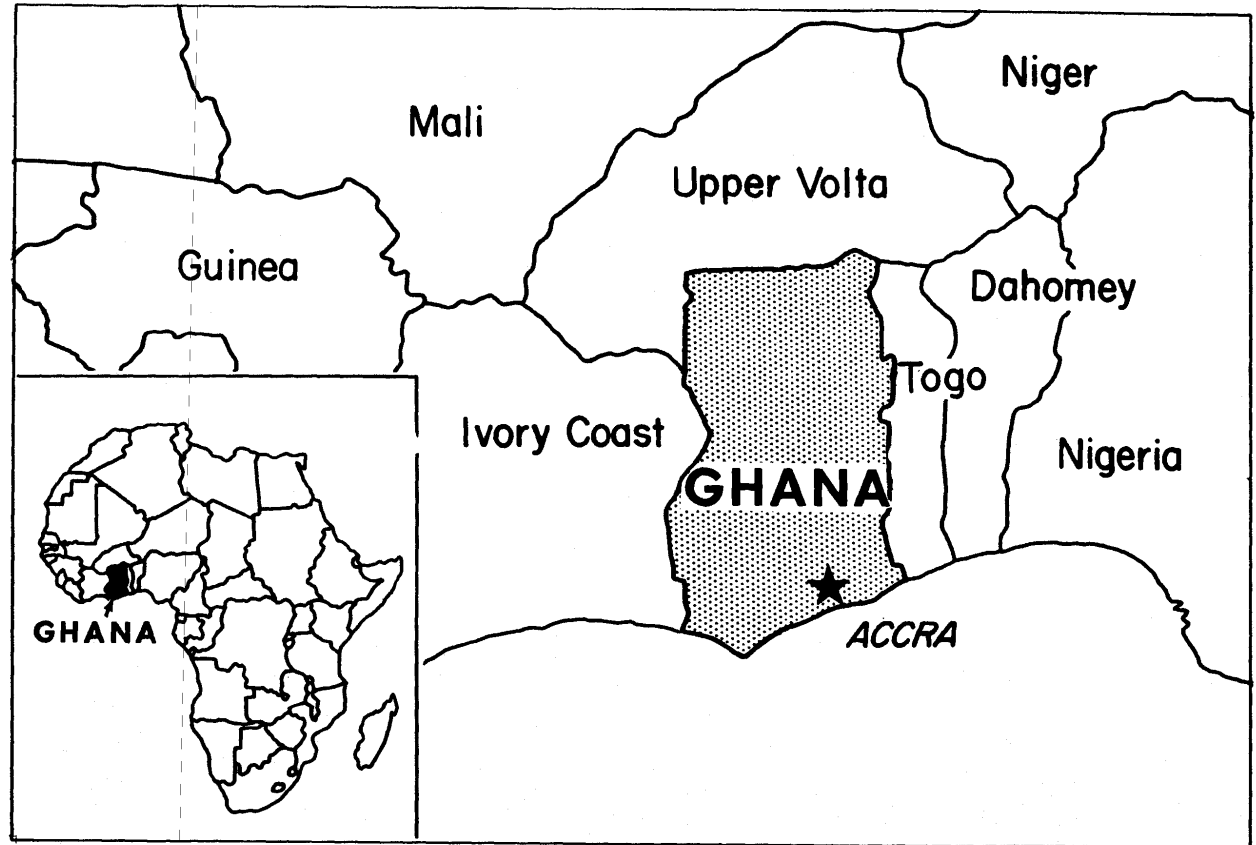 Niger
Mali
Upper Volta
Guinea
Dahomey
Togo
Ivory Coast
Nigeria
GHANA
ACCRA
GHANA